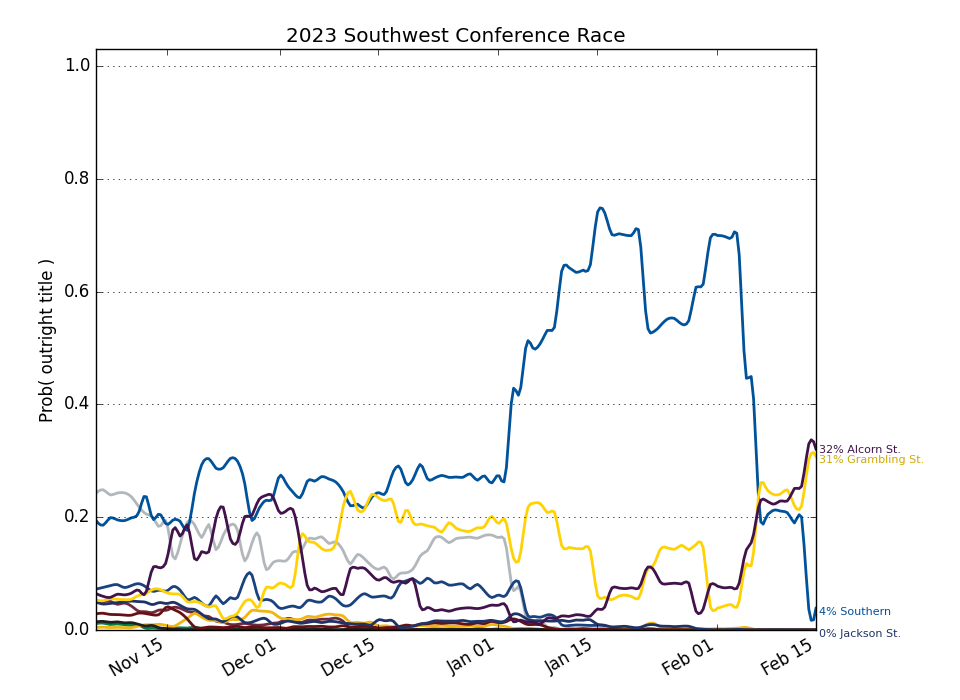 2023 Southwest Conference Race
1.0
0.8
0.6
0.4
0.2
0.0
Prob( outright title )
32% Alcorn St.
31% Grambling St.
4% Southern
0% Jackson St.
Nov 15
Dec 01
Dec 15
Jan 01
Jan 15
Feb 01
Feb 15